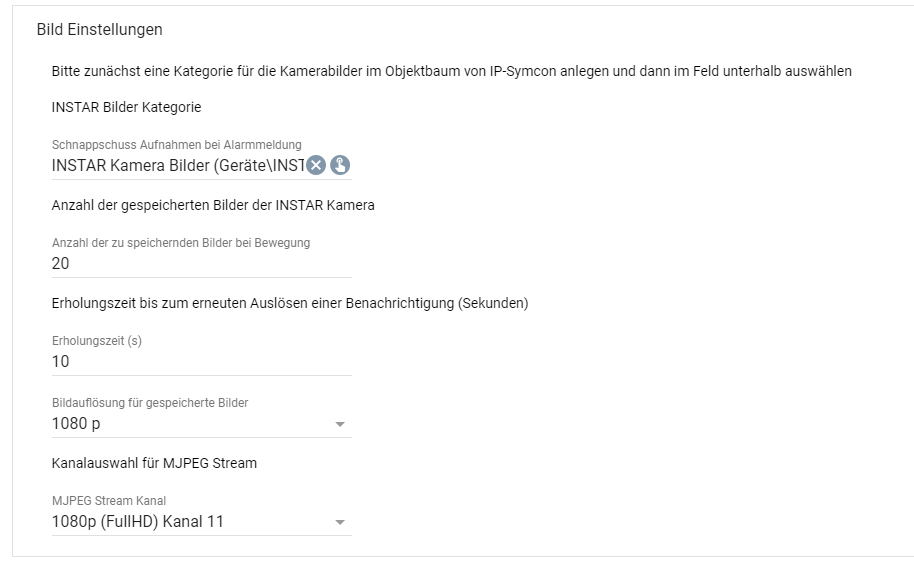 Bild Einstellungen
Bitte zunächst eine Kategorie für die Kamerabilder im Objektbaum von IP-Symcon anlegen und dann im Feld unterhalb auswählen
INSTAR Bilder Kategorie
Schnappschuss Aufnahmen bei Alarmmeldung
INSTAR Kamera Bilder (Geräte\INST
Anzahl der gespeicherten Bilder der INSTAR Kamera
Anzahl der zu speichernden Bilder bei Bewegung
20
Erholungszeit bis zum erneuten Auslösen einer Benachrichtigung (Sekunden)
Erholungszeit (s)
10
Bildauflösung für gespeicherte Bilder
1080 p
Kanalauswahl für MJPEG Stream
MJPEG Stream Kanal
1080p (FullHD) Kanal 11